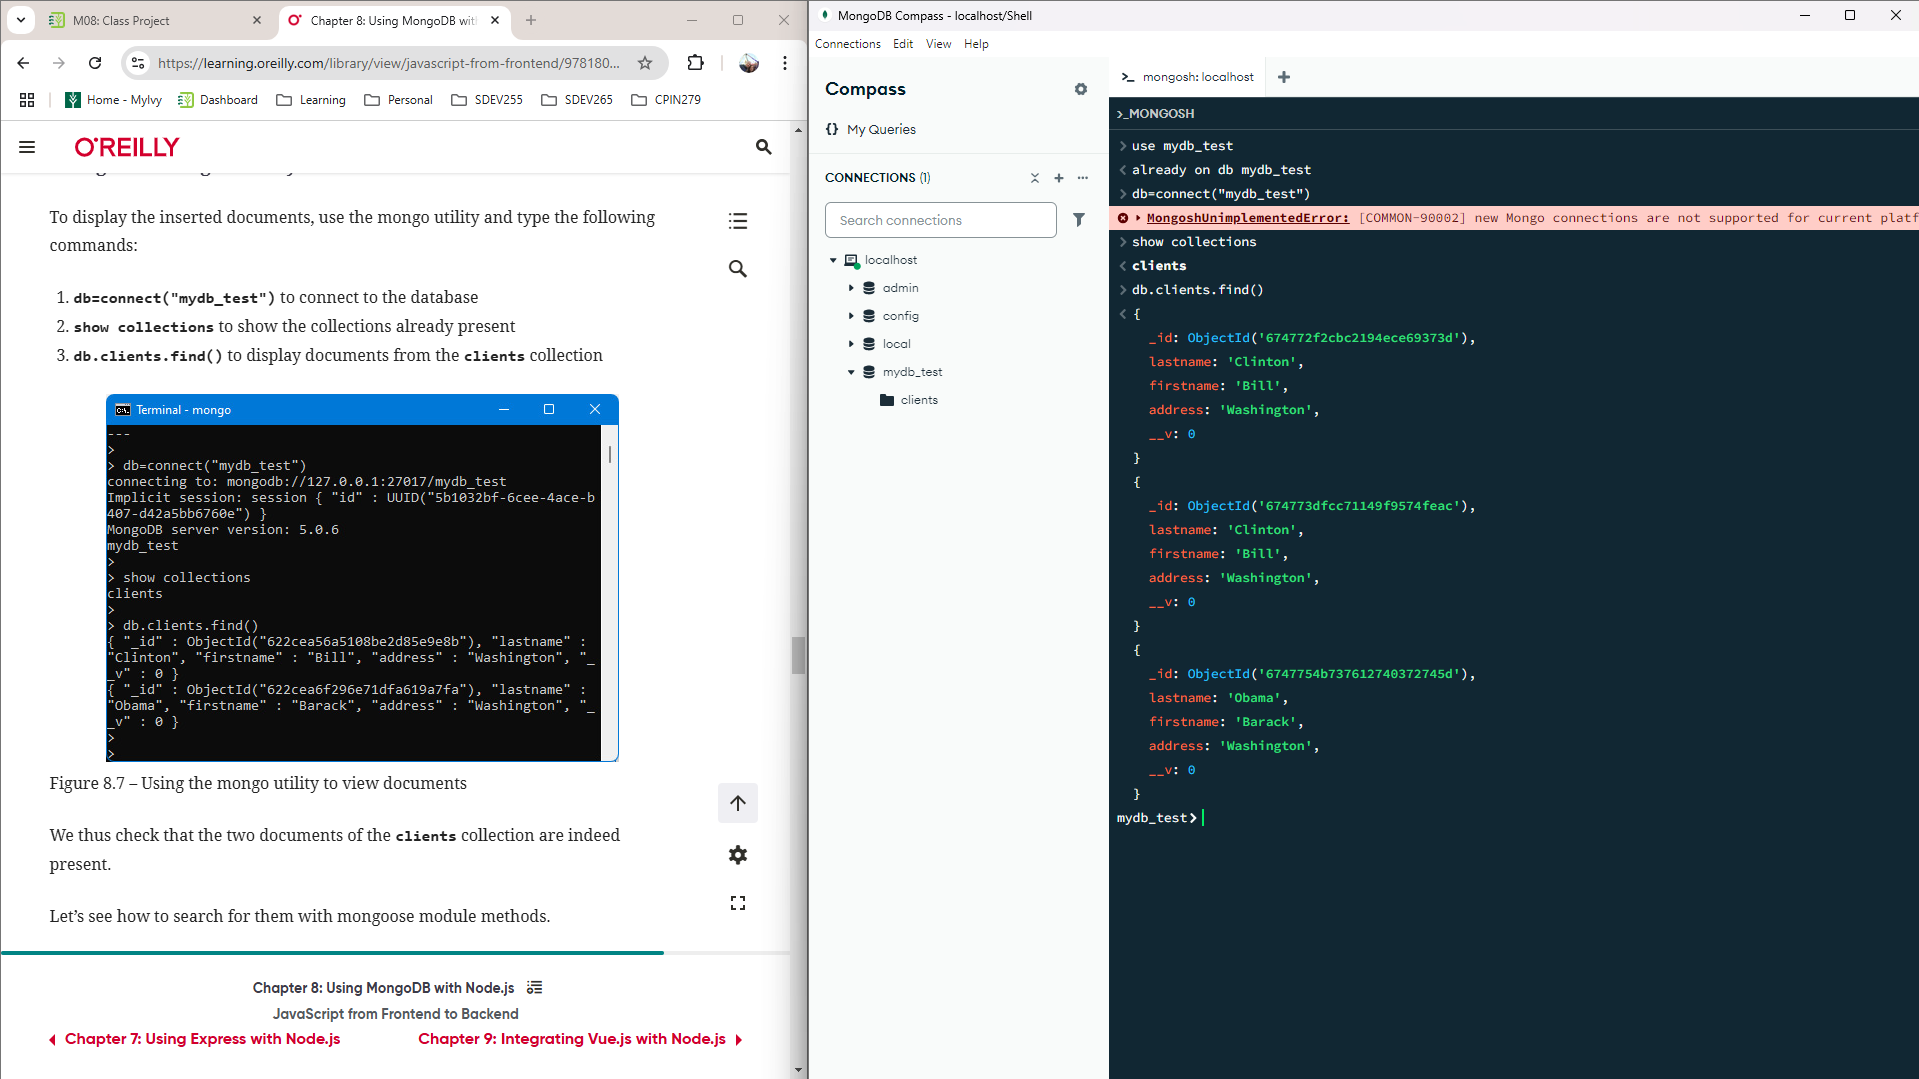 M08: Class Project
Chapter 8: Using MongoDB with
https://learning.oreilly.com/library/view/javascript-from-frontend/978180...
Home - MyIvy
Dashboard
Learning
Personal
SDEV255
SDEV265
CPIN279
O'REILLY
To display the inserted documents, use the mongo utility and type the following
commands:
1. db=connect("mydb_test") to connect to the database
2. show collections to show the collections already present
3. db.clients.find() to display documents from the clients collection
Terminal - mongo
---
>
> db=connect("mydb_test")
connecting to: mongodb://127.0.0.1:27017/mydb_test
Implicit session: session { "id" : UUID("5b1032bf-6cee-4ace-b
407-d42a5bb6760e") }
MongoDB server version: 5.0.6
mydb_test
>
> show collections
clients
>
> db.clients.find()
{ "_id" : ObjectId("622cea56a5108be2d85e9e8b"), "lastname" :
"Clinton", "firstname" : "Bill", "address" : "Washington", "_
_v" : 0 }
{ "_id" : ObjectId("622cea6f296e71dfa619a7fa"), "lastname" :
"Obama", "firstname" : "Barack", "address" : "Washington", "_
_v" : 0 }
>
>
Figure 8.7 – Using the mongo utility to view documents
We thus check that the two documents of the clients collection are indeed
present.
Let’s see how to search for them with mongoose module methods.
Chapter 8: Using MongoDB with Node.js
JavaScript from Frontend to Backend
Chapter 7: Using Express with Node.js
Chapter 9: Integrating Vue.js with Node.js
MongoDB Compass - localhost/Shell
Connections Edit View Help
Compass
{} My Queries
CONNECTIONS (1)
Search connections
localhost
admin
config
local
mydb_test
clients
mongosh: localhost
>_MONGOSH
> use mydb_test
< already on db mydb_test
> db=connect("mydb_test")
MongoshUnimplementedError: [COMMON-90002] new Mongo connections are not supported for current platf
> show collections
< clients
> db.clients.find()
< {
_id: ObjectId('674772f2cbc2194ece69373d'),
lastname: 'Clinton',
firstname: 'Bill',
address: 'Washington',
__v: 0
}
{
_id: ObjectId('674773dfcc71149f9574feac'),
lastname: 'Clinton',
firstname: 'Bill',
address: 'Washington',
__v: 0
}
{
_id: ObjectId('6747754b737612740372745d'),
lastname: 'Obama',
firstname: 'Barack',
address: 'Washington',
__v: 0
}
mydb_test>